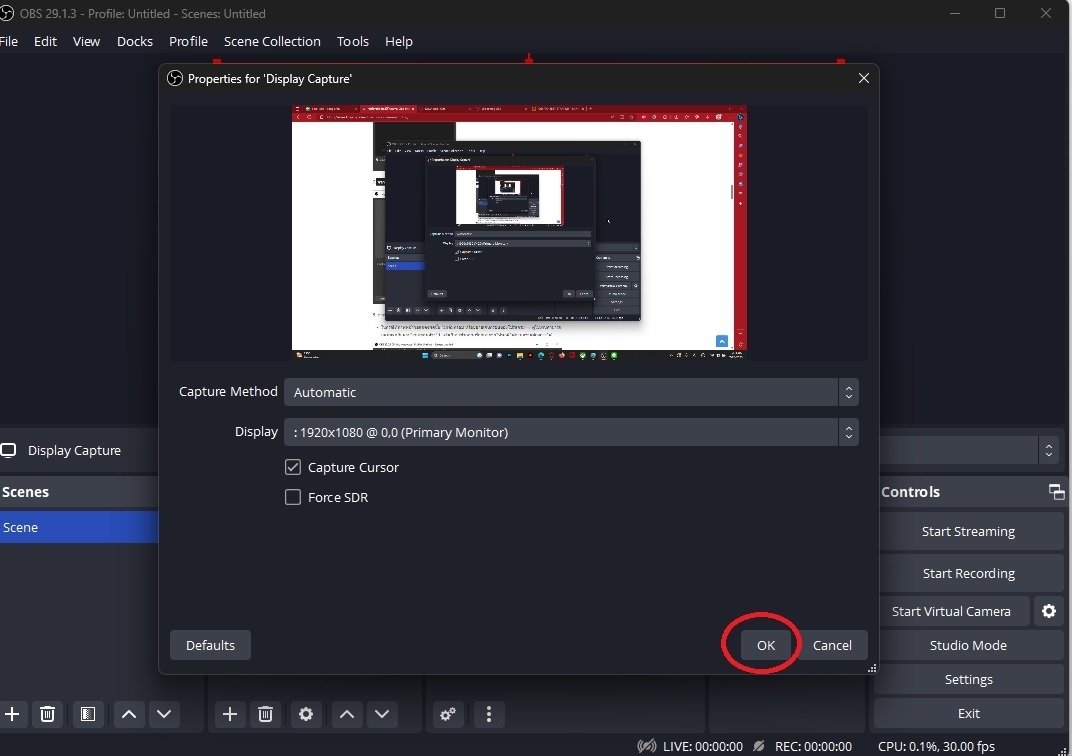 OBS 29.1.3 - Profile: Untitled - Scenes: Untitled
File Edit View Docks Profile Scene Collection Tools Help
Properties for 'Display Capture'
Capture Method Automatic
Display : 1920x1080 @ 0,0 (Primary Monitor)
Capture Cursor
Force SDR
Defaults OK Cancel
Display Capture
Scenes
Scene
Controls
Start Streaming
Start Recording
Start Virtual Camera
Studio Mode
Settings
Exit
LIVE: 00:00:00 REC: 00:00:00 CPU: 0.1%, 30.00 fps